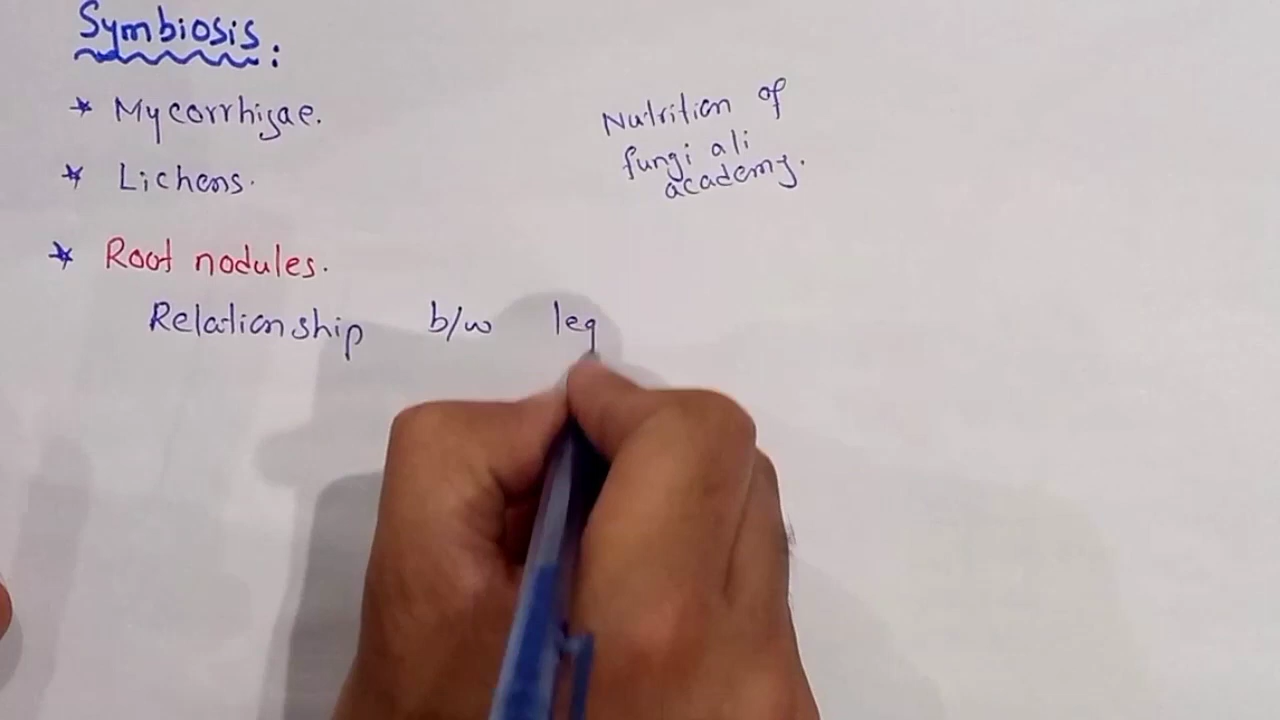 Symbiosis:
* Mycorrhizae.
* Lichens.
Nutrition of
fungi ali
academy.
* Root nodules.
Relationship b/w leg